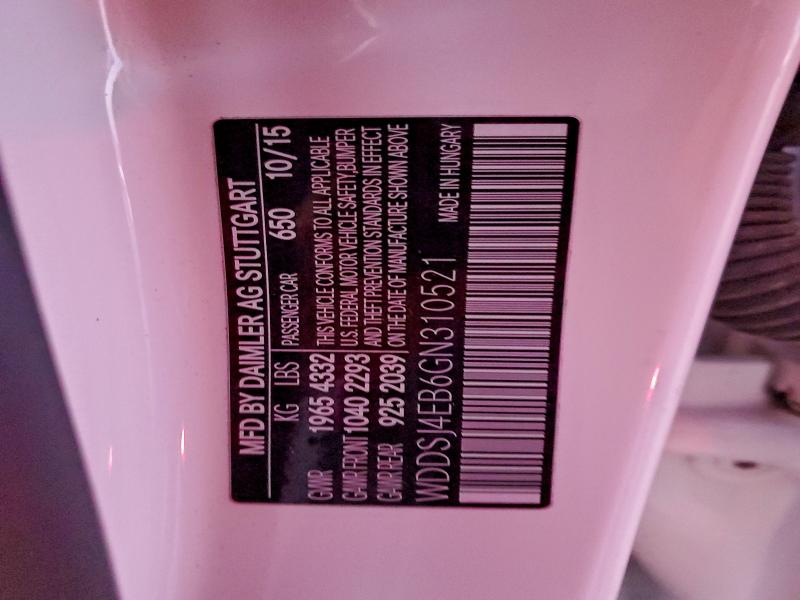 MFD BY DAIMLER AG STUTTGART
KG LBS PASSENGER CAR 650 10/15
GVWR 1965 4332 THIS VEHICLE CONFORMS TO ALL APPLICABLE
GAWR FRONT 1040 2293 U.S. FEDERAL MOTOR VEHICLE SAFETY,BUMPER
GAWR REAR 925 2039 AND THEFT PREVENTION STANDARDS IN EFFECT
ON THE DATE OF MANUFACTURE SHOWN ABOVE
WDDSJ4EB6GN310521 MADE IN HUNGARY